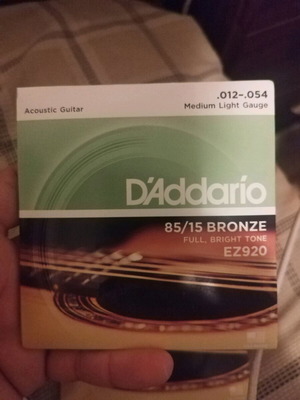 .012-.054
Acoustic Guitar
Medium Light Gauge
D'Addario
85/15 BRONZE
FULL, BRIGHT TONE
EZ920